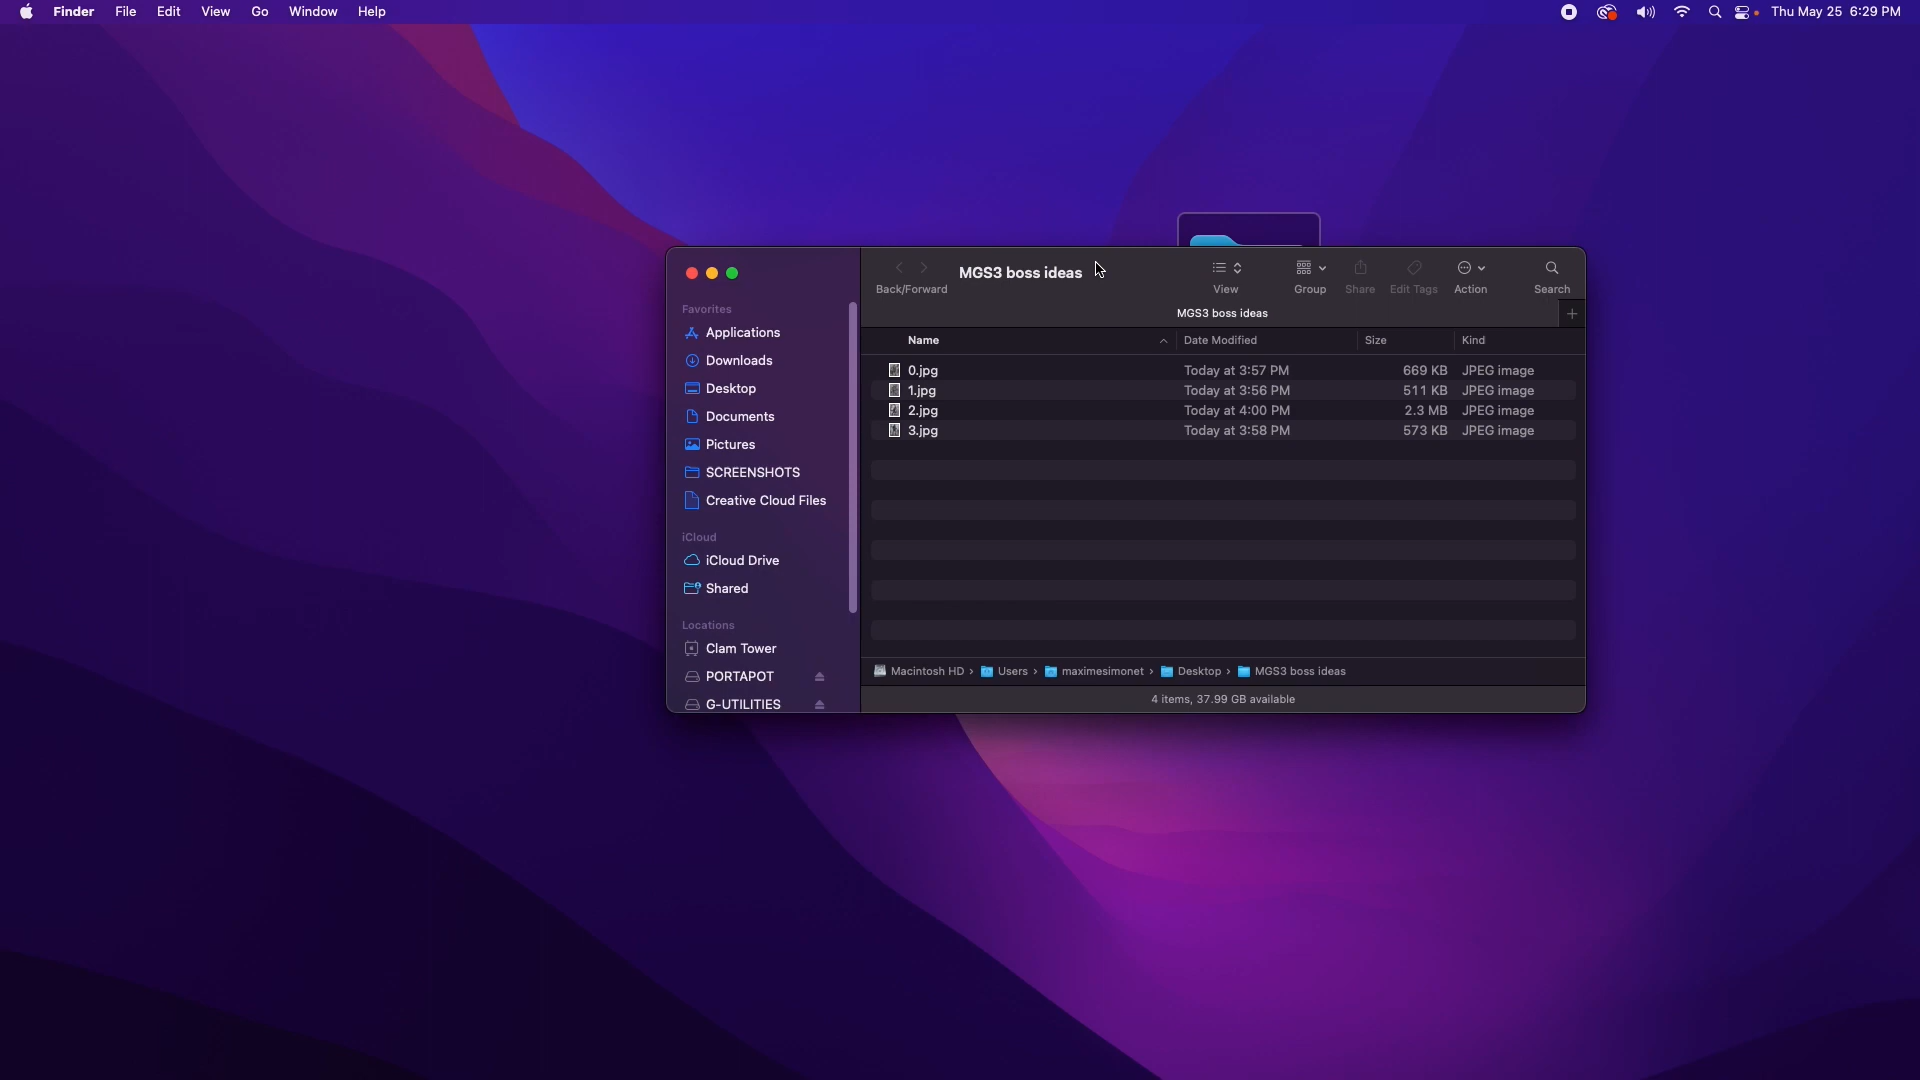 Finder File Edit View Go Window Help Thu May 25 6:29 PM
MGS3 boss ideas
Back/Forward View Group Share Edit Tags Action Search
MGS3 boss ideas
Favorites
Applications
Downloads
Desktop
Documents
Pictures
SCREENSHOTS
Creative Cloud Files
iCloud
iCloud Drive
Shared
Locations
Clam Tower
PORTAPOT
G-UTILITIES
Name Date Modified Size Kind
0.jpg Today at 3:57 PM 669 KB JPEG image
1.jpg Today at 3:56 PM 511 KB JPEG image
2.jpg Today at 4:00 PM 2.3 MB JPEG image
3.jpg Today at 3:58 PM 573 KB JPEG image
Macintosh HD › Users › maximesimonet › Desktop › MGS3 boss ideas
4 items, 37.99 GB available